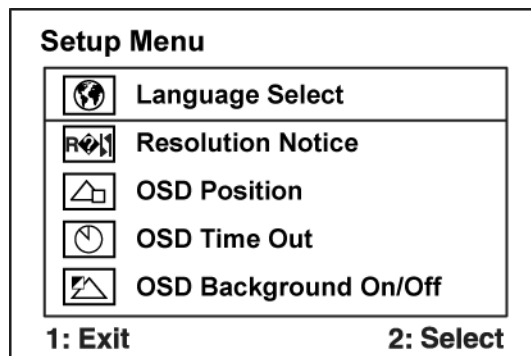 Setup Menu
Language Select
Resolution Notice
OSD Position
OSD Time Out
OSD Background On/Off
1: Exit 2: Select